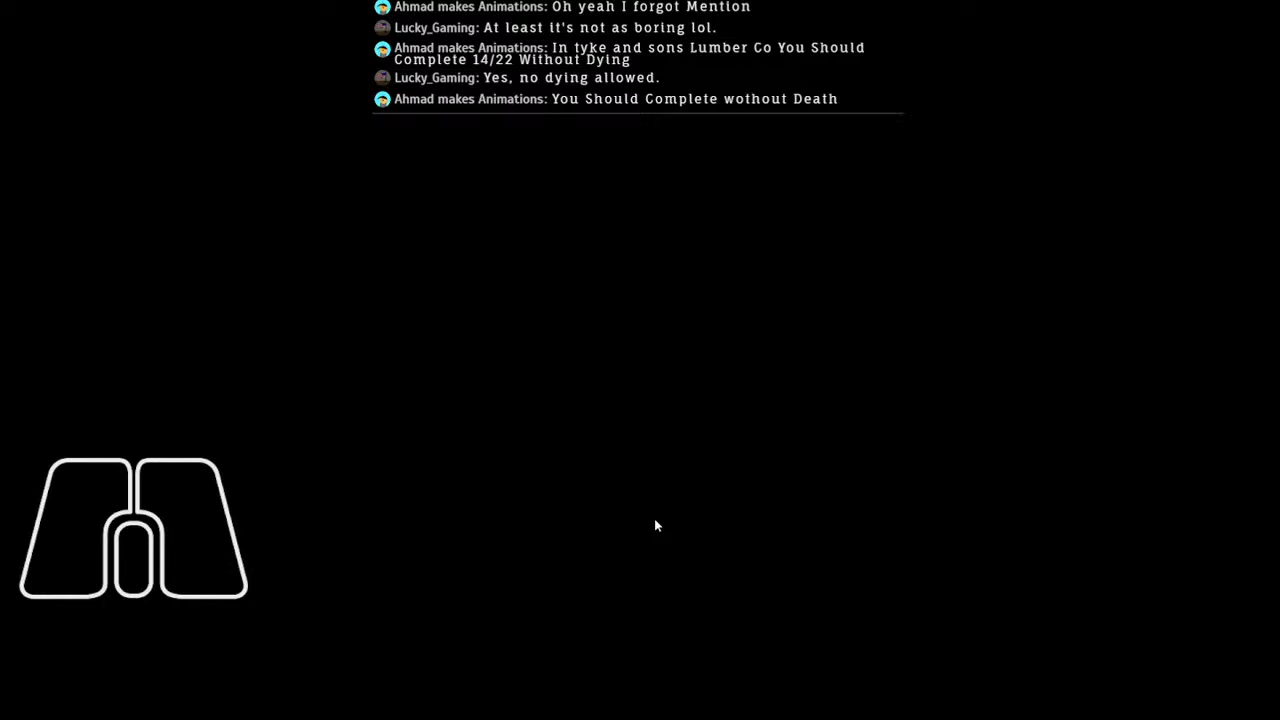 Ahmad makes Animations: Oh yeah I forgot Mention
Lucky_Gaming: At least it's not as boring lol.
Ahmad makes Animations: In tyke and sons Lumber Co You Should
Complete 14/22 Without Dying
Lucky_Gaming: Yes, no dying allowed.
Ahmad makes Animations: You Should Complete wothout Death